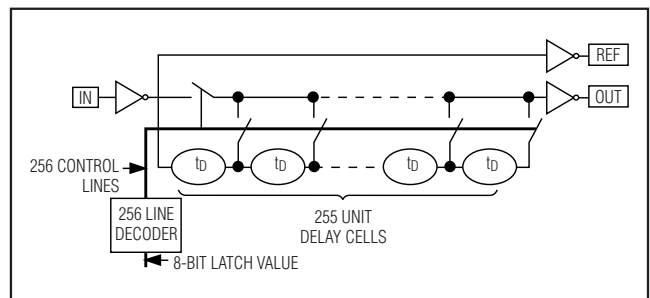 REF
IN
OUT
tD tD tD tD
256 CONTROL
LINES
255 UNIT
DELAY CELLS
256 LINE
DECODER
8-BIT LATCH VALUE